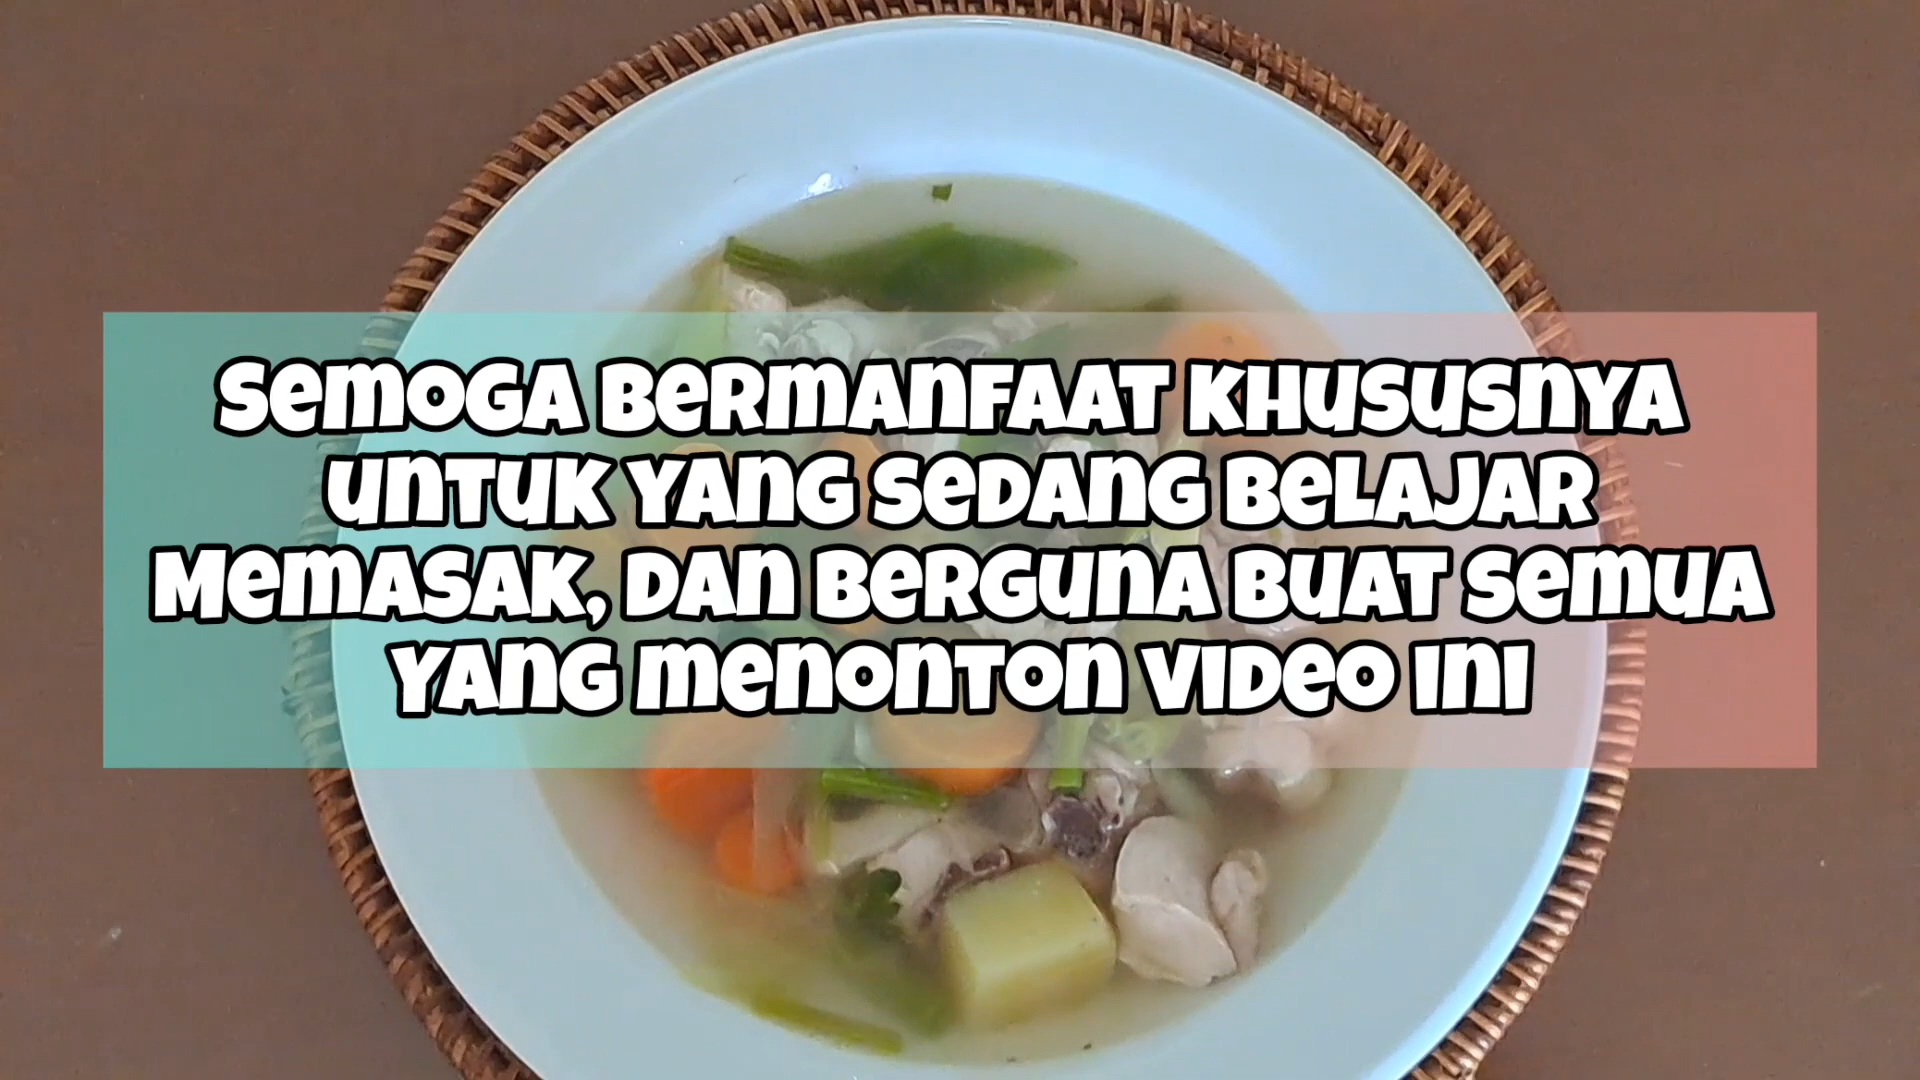 Semoga bermanfaat khususnya
untuk yang sedang belajar
memasak, dan berguna buat semua
yang menonton video ini